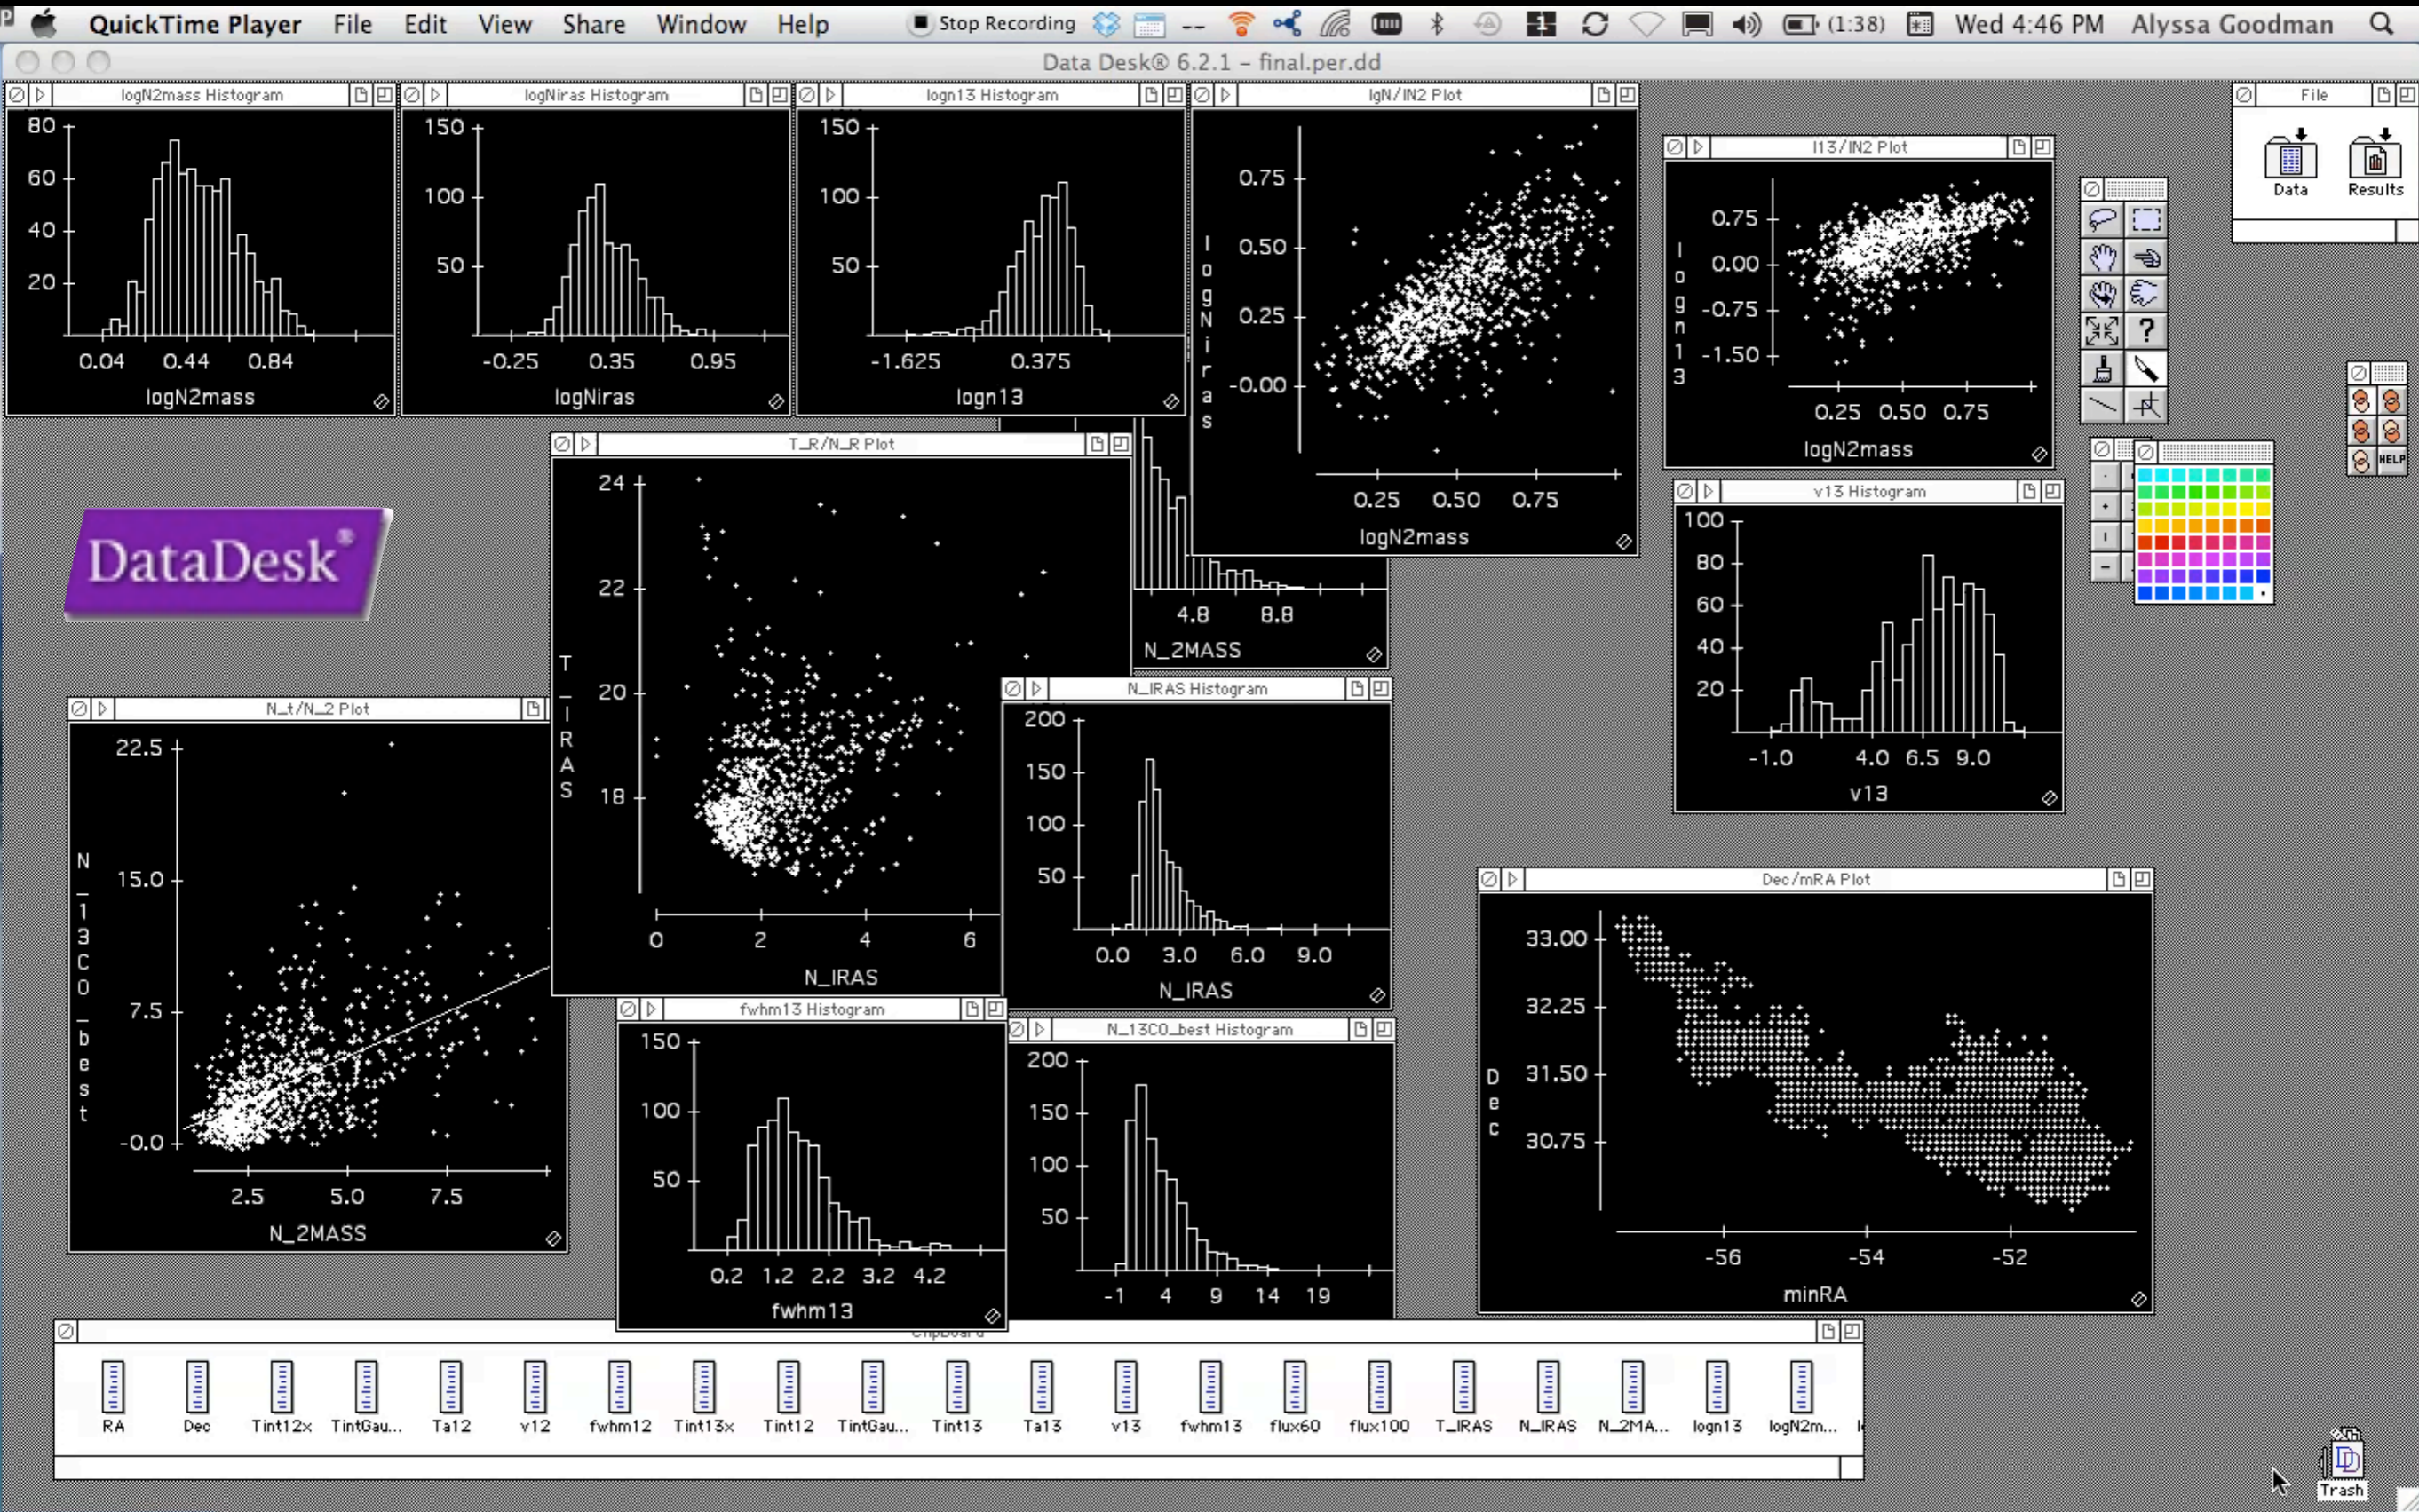 QuickTime Player File Edit View Share Window Help Stop Recording -- (1:38) Wed 4:46 PM Alyssa Goodman
Data Desk® 6.2.1 – final.per.dd
logN2mass Histogram
80
60
40
20
0.04 0.44 0.84
logN2mass
logNiras Histogram
150
100
50
-0.25 0.35 0.95
logNiras
logn13 Histogram
150
100
50
-1.625 0.375
logn13
lgN/lN2 Plot
0.75
0.50
0.25
-0.00
logNiras
0.25 0.50 0.75
logN2mass
l13/lN2 Plot
0.75
0.00
-0.75
-1.50
logn13
0.25 0.50 0.75
logN2mass
File
Data Results
?
HELP
DataDesk®
T_R/N_R Plot
24
22
20
18
T_IRAS
0 2 4 6
N_IRAS
4.8 8.8
N_2MASS
v13 Histogram
100
80
60
40
20
-1.0 4.0 6.5 9.0
v13
N_t/N_2 Plot
22.5
15.0
7.5
-0.0
N_13CO_best
2.5 5.0 7.5
N_2MASS
N_IRAS Histogram
200
150
100
50
0.0 3.0 6.0 9.0
N_IRAS
fwhm13 Histogram
150
100
50
0.2 1.2 2.2 3.2 4.2
fwhm13
N_13CO_best Histogram
200
150
100
50
-1 4 9 14 19
Dec/mRA Plot
33.00
32.25
31.50
30.75
Dec
-56 -54 -52
minRA
RA Dec Tint12x TintGau... Ta12 v12 fwhm12 Tint13x Tint12 TintGau... Tint13 Ta13 v13 fwhm13 flux60 flux100 T_IRAS N_IRAS N_2MA... logn13 logN2m...
Trash